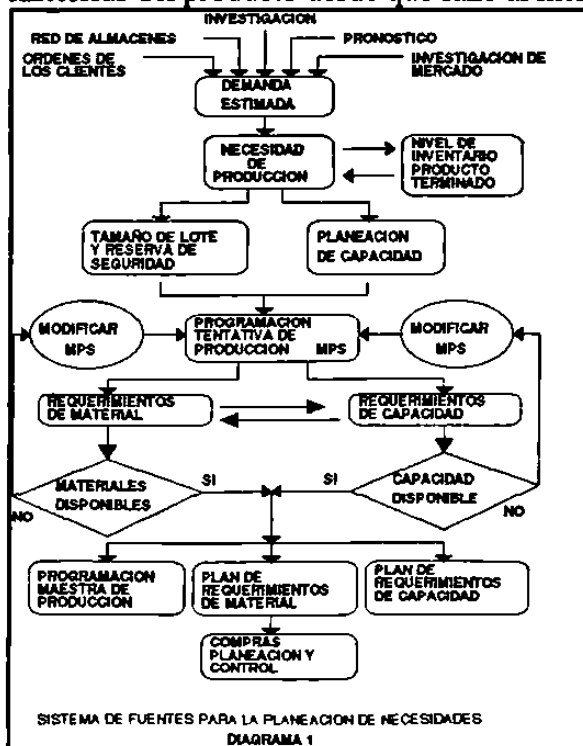 INVESTIGACION
RED DE ALMACENES
PRONOSTICO
ORDENES DE
LOS CLIENTES
INVESTIGACION DE
MERCADO
DEMANDA
ESTIMADA
NECESIDAD
DE
PRODUCCION
NIVEL DE
INVENTARIO
PRODUCTO
TERMINADO
TAMAÑO DE LOTE
Y RESERVA DE
SEGURIDAD
PLANEACION
DE CAPACIDAD
MODIFICAR
MPS
PROGRAMACION
TENTATIVA DE
PRODUCCION MPS
MODIFICAR
MPS
REQUERIMIENTOS
DE MATERIAL
REQUERIMIENTOS
DE CAPACIDAD
MATERIALES
DISPONIBLES
SI
SI
CAPACIDAD
DISPONIBLE
NO
NO
PROGRAMACION
MAESTRA DE
PRODUCCION
PLAN DE
REQUERIMIENTOS
DE MATERIAL
PLAN DE
REQUERIMIENTOS
DE CAPACIDAD
COMPRAS
PLANEACION Y
CONTROL
SISTEMA DE FUENTES PARA LA PLANEACION DE NECESIDADES
DIAGRAMA 1